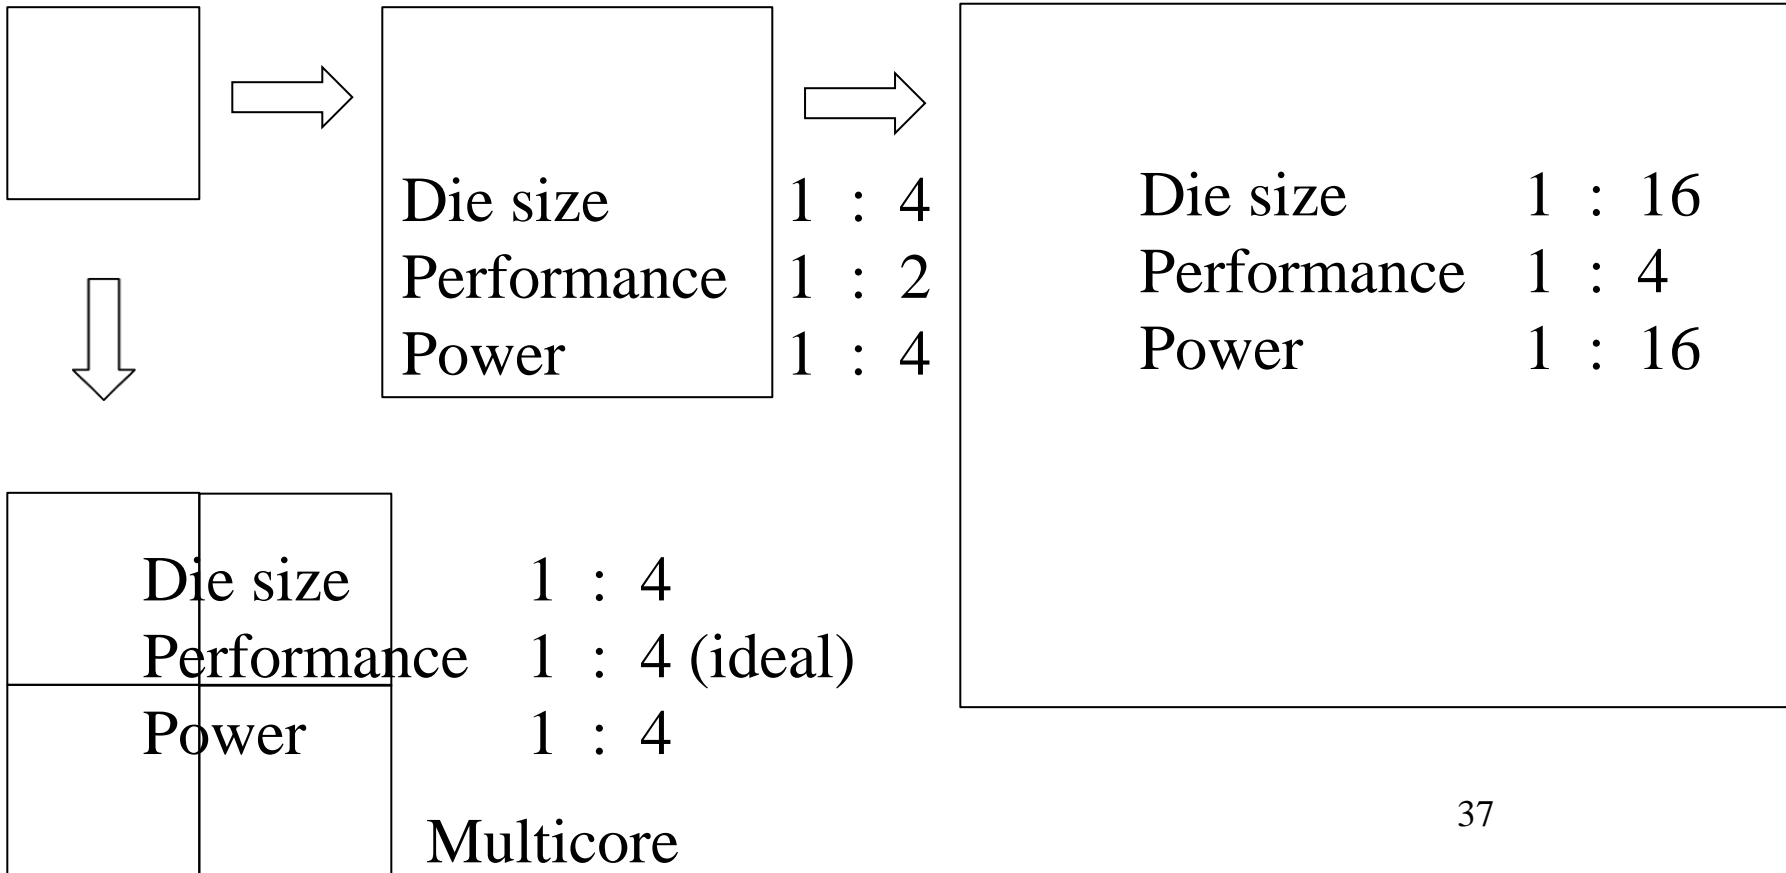 Die size 1 : 4
Performance 1 : 2
Power 1 : 4
Die size 1 : 16
Performance 1 : 4
Power 1 : 16
Die size 1 : 4
Performance 1 : 4 (ideal)
Power 1 : 4
Multicore
37